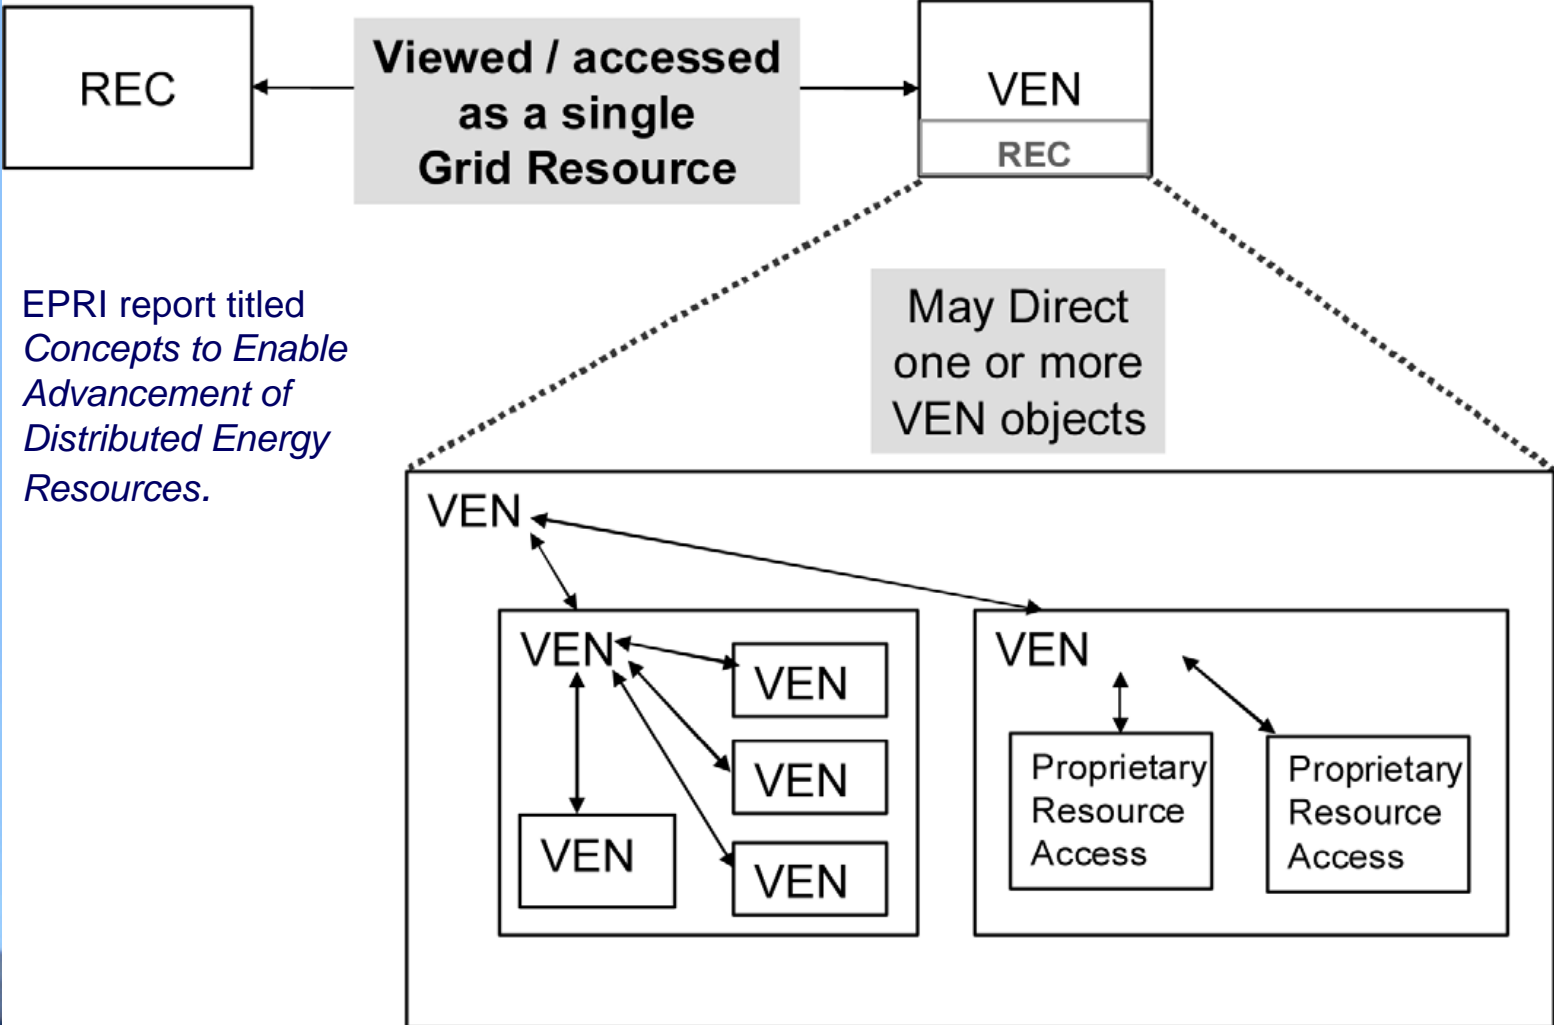 REC
Viewed / accessed
as a single
Grid Resource
VEN
REC
EPRI report titled
Concepts to Enable
Advancement of
Distributed Energy
Resources.
May Direct
one or more
VEN objects
VEN
VEN
VEN
VEN
VEN
VEN
VEN
Proprietary
Resource
Access
Proprietary
Resource
Access